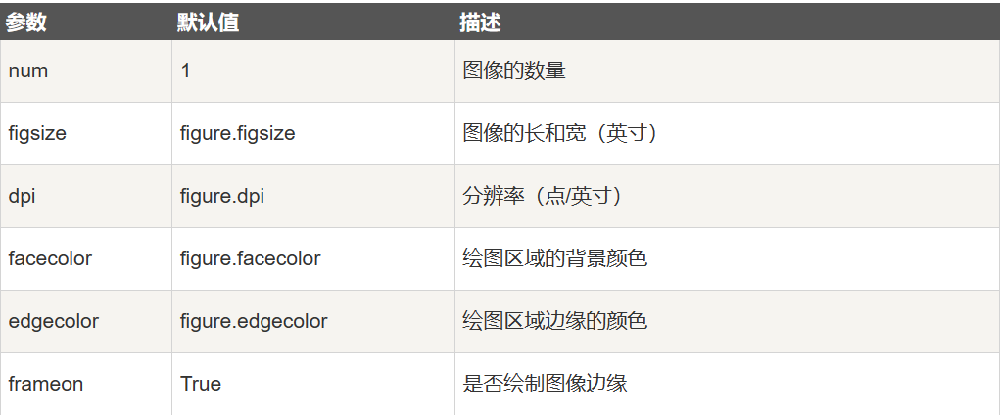 参数 默认值 描述
num 1 图像的数量
figsize figure.figsize 图像的长和宽（英寸）
dpi figure.dpi 分辨率（点/英寸）
facecolor figure.facecolor 绘图区域的背景颜色
edgecolor figure.edgecolor 绘图区域边缘的颜色
frameon True 是否绘制图像边缘